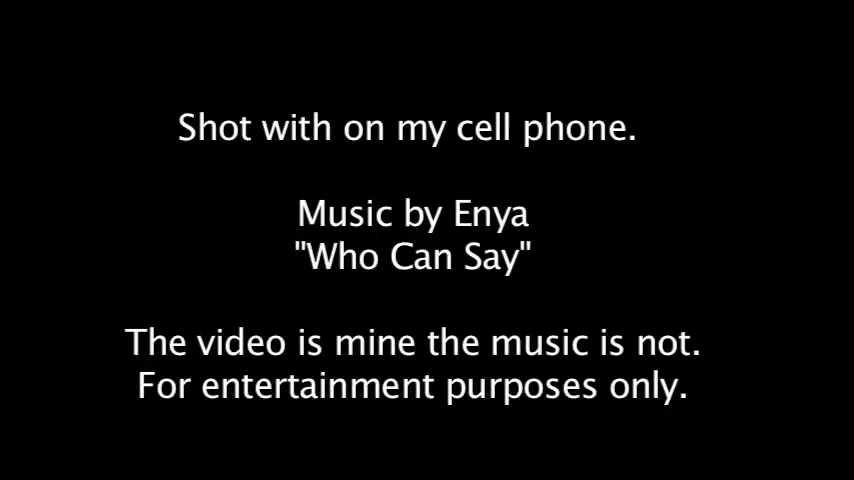 Shot with on my cell phone.
Music by Enya
"Who Can Say"
The video is mine the music is not.
For entertainment purposes only.